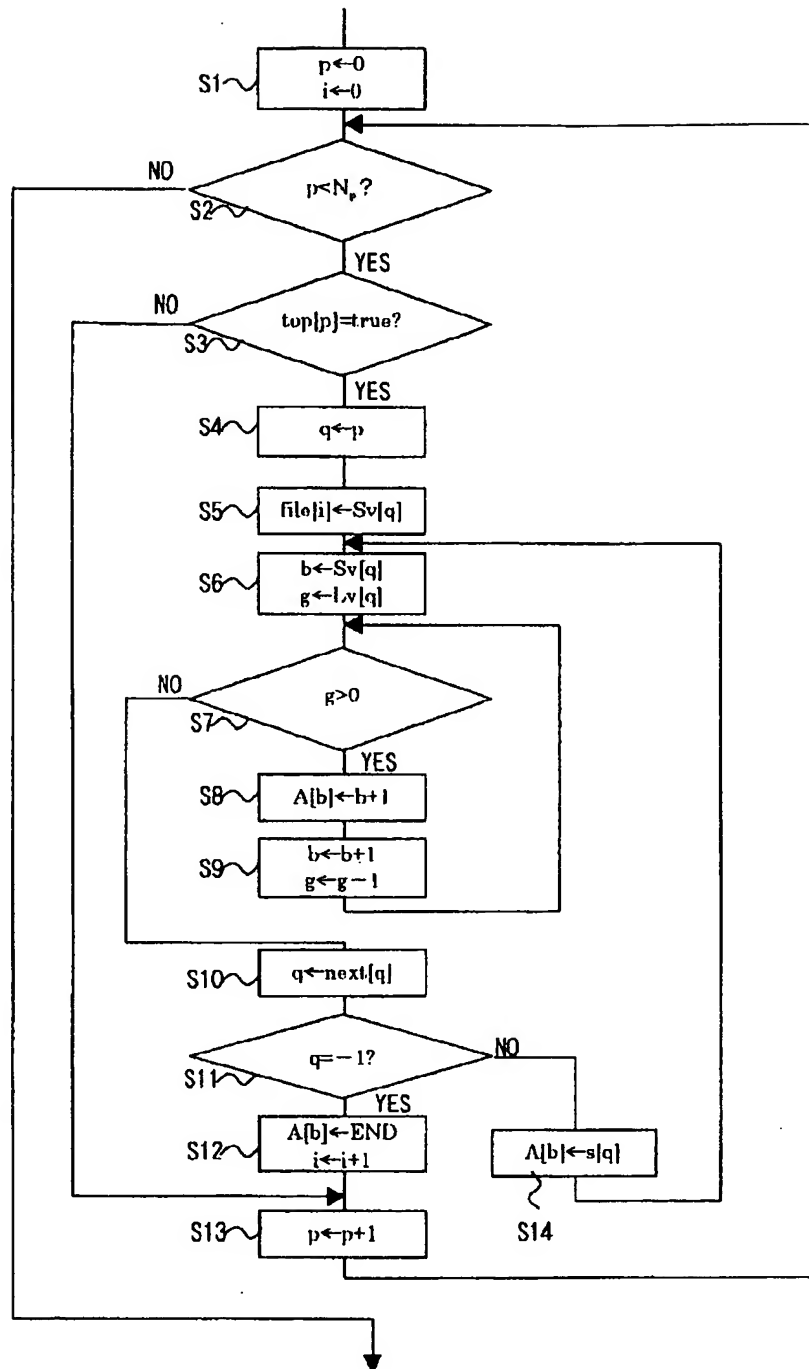 S1
p←0
i←0
NO
p<Np?
S2
YES
NO
top[p]=true?
S3
YES
S4
q←p
S5
file[i]←Sv[q]
S6
b←Sv[q]
g←Lv[q]
NO
g>0
S7
YES
S8
A[b]←b+1
S9
b←b+1
g←g-1
S10
q←next[q]
q=-1?
NO
S11
YES
S12
A[b]←END
i←i+1
A[b]←s[q]
S13
p←p+1
S14